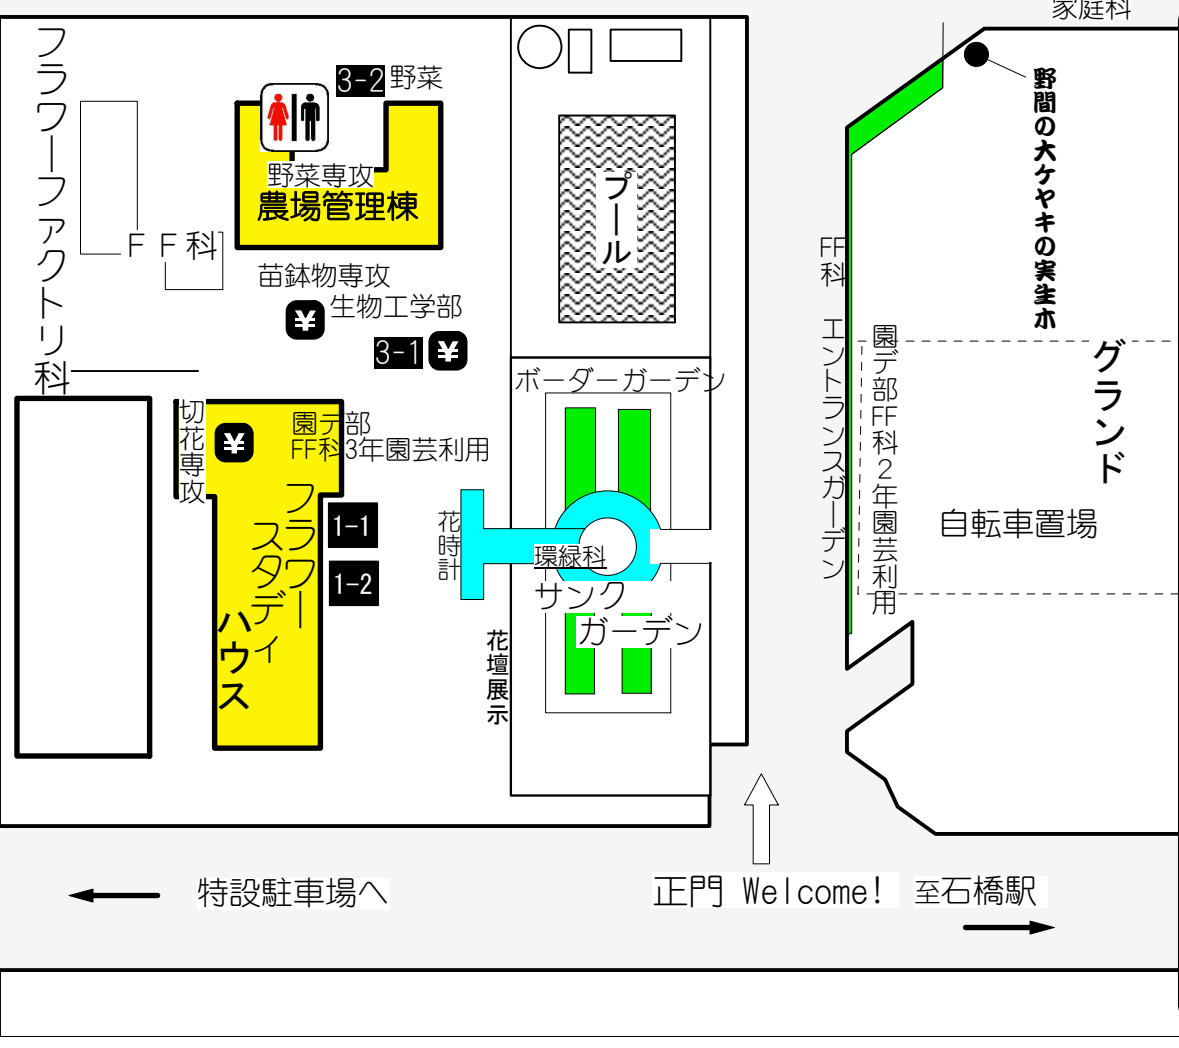 家庭科
フラワーファクトリ科
3-2 野菜
野菜専攻
農場管理棟
FF科
苗鉢物専攻
¥ 生物工学部
3-1 ¥
切花専攻
¥
園デ部
FF科3年園芸利用
フラワー
スタディ
ハウス
1-1
1-2
プール
ボーダーガーデン
花時計
環緑科
サンク
ガーデン
花壇展示
FF科 エントランスガーデン
園デ部FF科2年園芸利用
野間の大ケヤキの実生木
グランド
自転車置場
特設駐車場へ
正門 Welcome!
至石橋駅